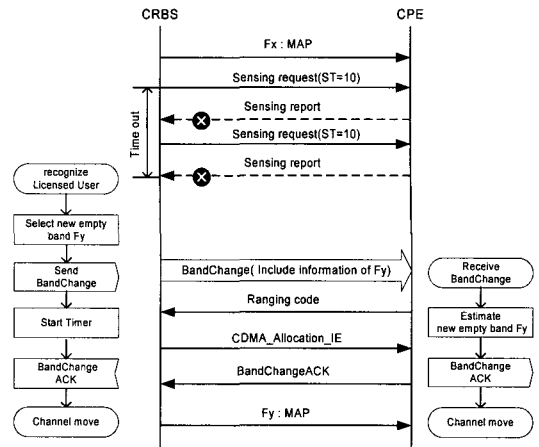 CRBS
CPE
Fx : MAP
Sensing request(ST=10)
Sensing report
Sensing request(ST=10)
Sensing report
Time out
recognize
Licensed User
Select new empty
band Fy
Send
BandChange
Start Timer
BandChange
ACK
Channel move
BandChange( Include information of Fy)
Ranging code
CDMA_Allocation_IE
BandChangeACK
Fy : MAP
Receive
BandChange
Estimate
new empty band Fy
BandChange
ACK
Channel move